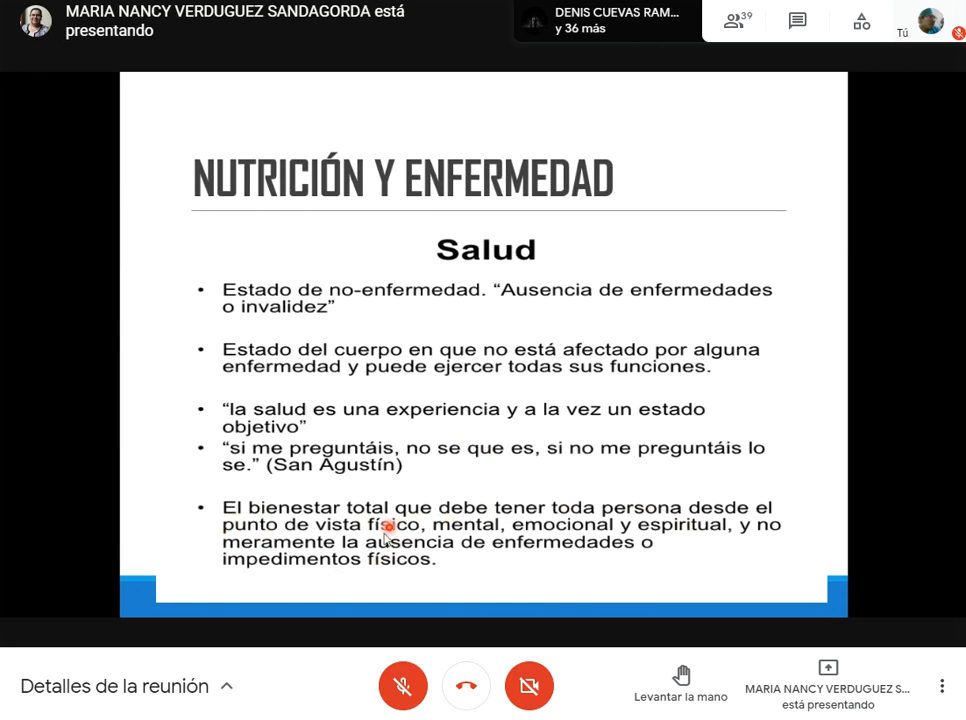 MARIA NANCY VERDUGUEZ SANDAGORDA está
presentando
DENIS CUEVAS RAM...
y 36 más
39
Tú
NUTRICIÓN Y ENFERMEDAD
Salud
• Estado de no-enfermedad. “Ausencia de enfermedades
o invalidez”
• Estado del cuerpo en que no está afectado por alguna
enfermedad y puede ejercer todas sus funciones.
• “la salud es una experiencia y a la vez un estado
objetivo”
• “si me preguntáis, no se que es, si no me preguntáis lo
se.” (San Agustín)
• El bienestar total que debe tener toda persona desde el
punto de vista físico, mental, emocional y espiritual, y no
meramente la ausencia de enfermedades o
impedimentos físicos.
Detalles de la reunión
Levantar la mano
MARIA NANCY VERDUGUEZ S...
está presentando